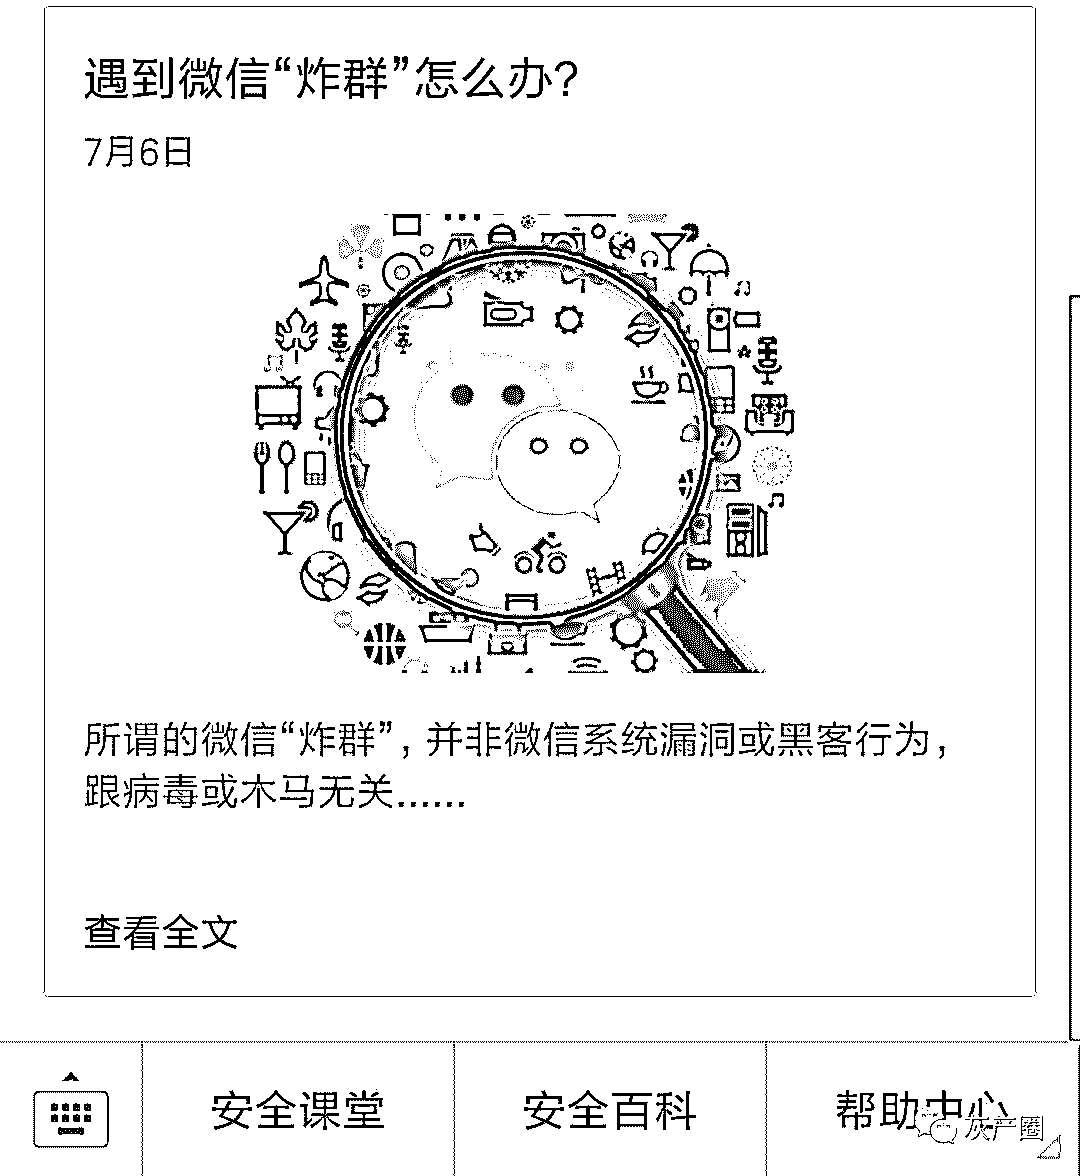 遇到微信“炸群”怎么办?
7月6日
所谓的微信“炸群”, 并非微信系统漏洞或黑客行为,
跟病毒或木马无关......
查看全文
安全课堂
安全百科
帮助中心
灰产圈